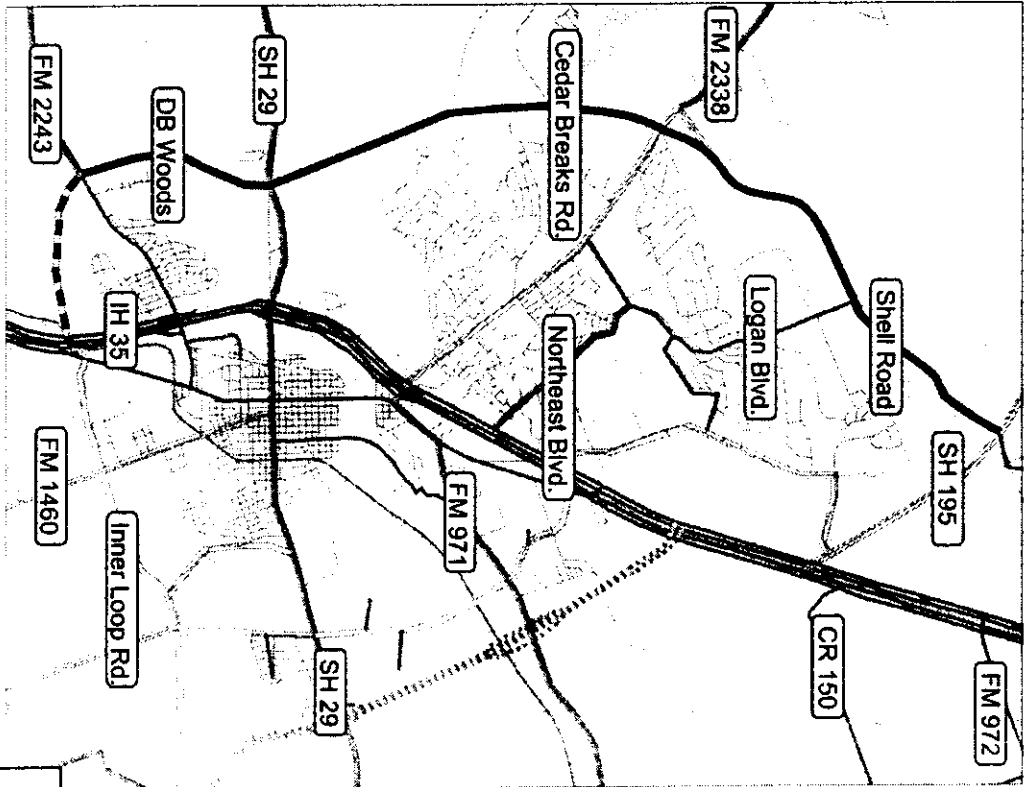 FM 2338
Cedar Breaks Rd.
SH 29
FM 2243
DB Woods
Logan Blvd.
Shell Road
IH 35
Northeast Blvd.
SH 195
FM 1460
FM 971
Inner Loop Rd.
SH 29
CR 150
FM 972